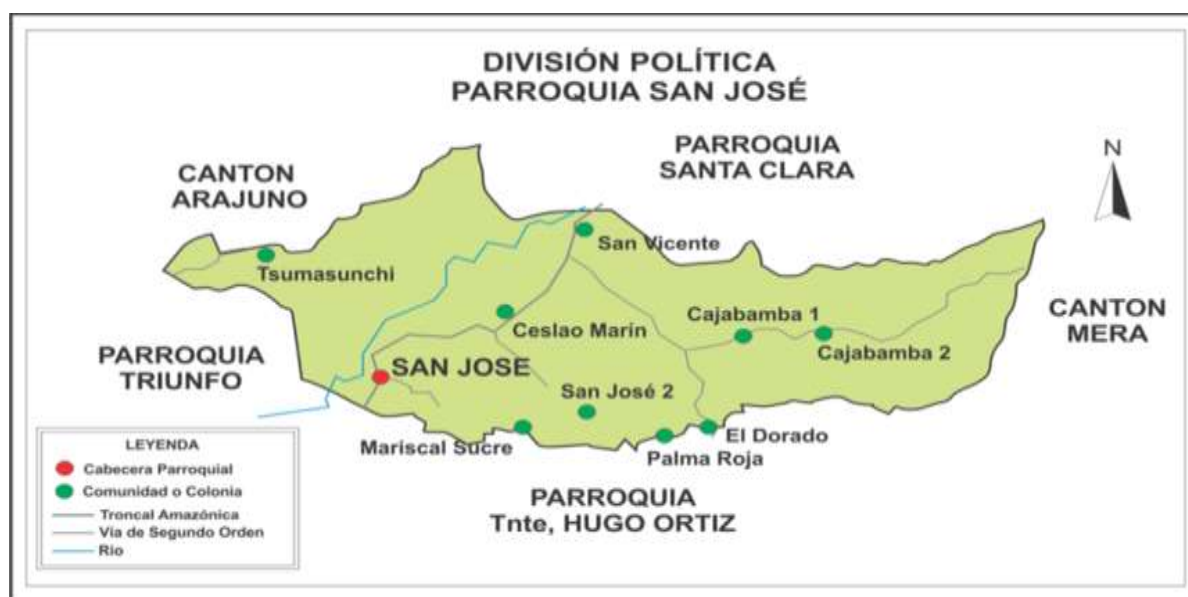 DIVISIÓN POLÍTICA
PARROQUIA SAN JOSÉ
PARROQUIA
SANTA CLARA
N
CANTON
ARAJUNO
San Vicente
Tsumasunchi
CANTON
MERA
Cajabamba 1
Ceslao Marín
Cajabamba 2
PARROQUIA
TRIUNFO
SAN JOSE
San José 2
El Dorado
Mariscal Sucre
Palma Roja
PARROQUIA
Tnte, HUGO ORTIZ
LEYENDA
Cabecera Parroquial
Comunidad o Colonia
Troncal Amazónica
Vía de Segundo Orden
Río